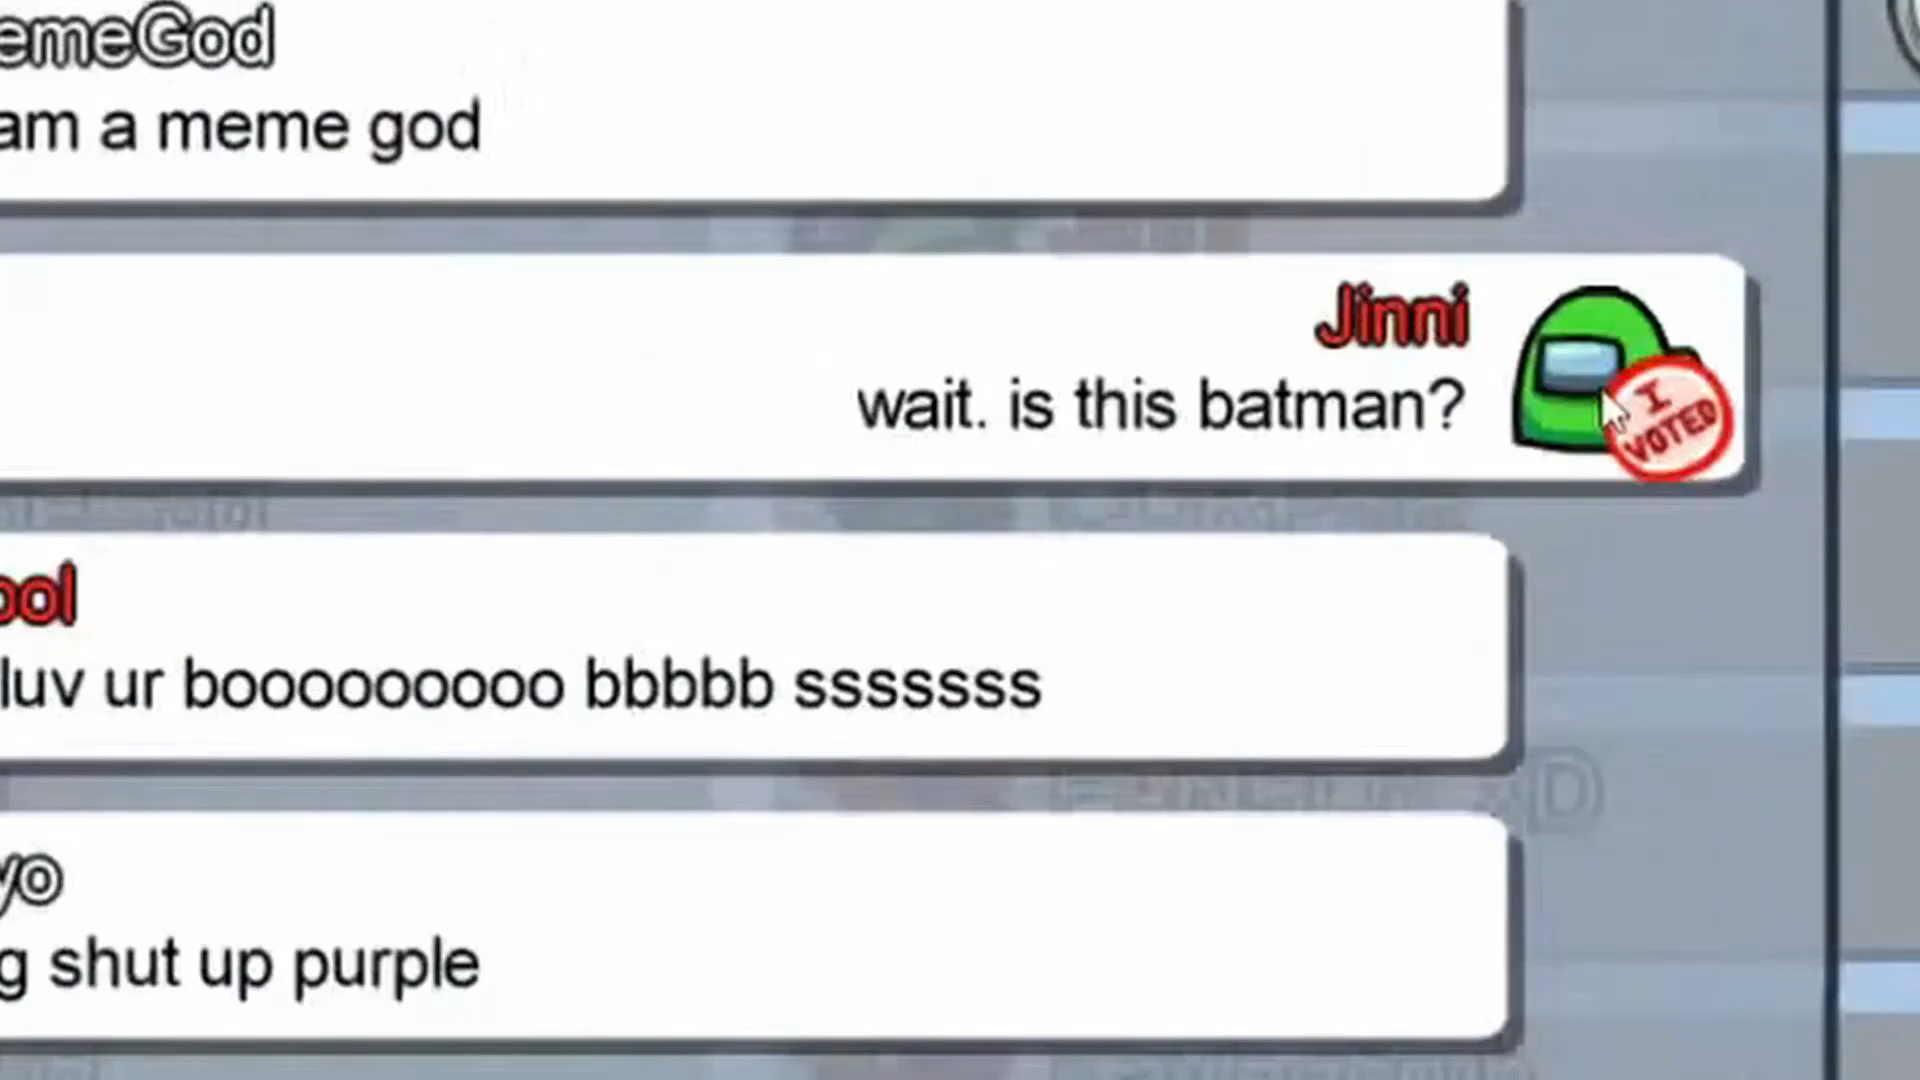 emeGod
am a meme god
Jinni
wait. is this batman?
I
VOTED
ool
luv ur booooooooo bbbbb sssssss
yo
g shut up purple